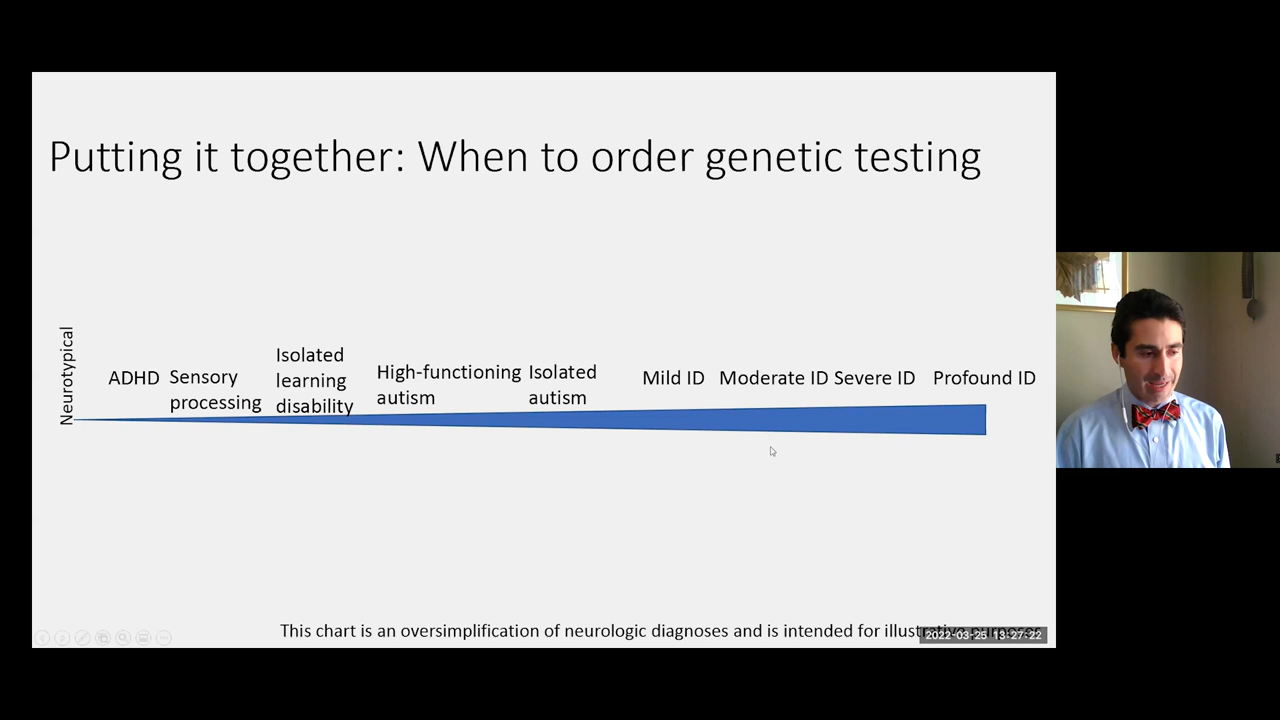 Putting it together: When to order genetic testing
Neurotypical
ADHD
Sensory
processing
Isolated
learning
disability
High-functioning
autism
Isolated
autism
Mild ID
Moderate ID
Severe ID
Profound ID
This chart is an oversimplification of neurologic diagnoses and is intended for illustrative purposes
2022-03-25 13:27:22